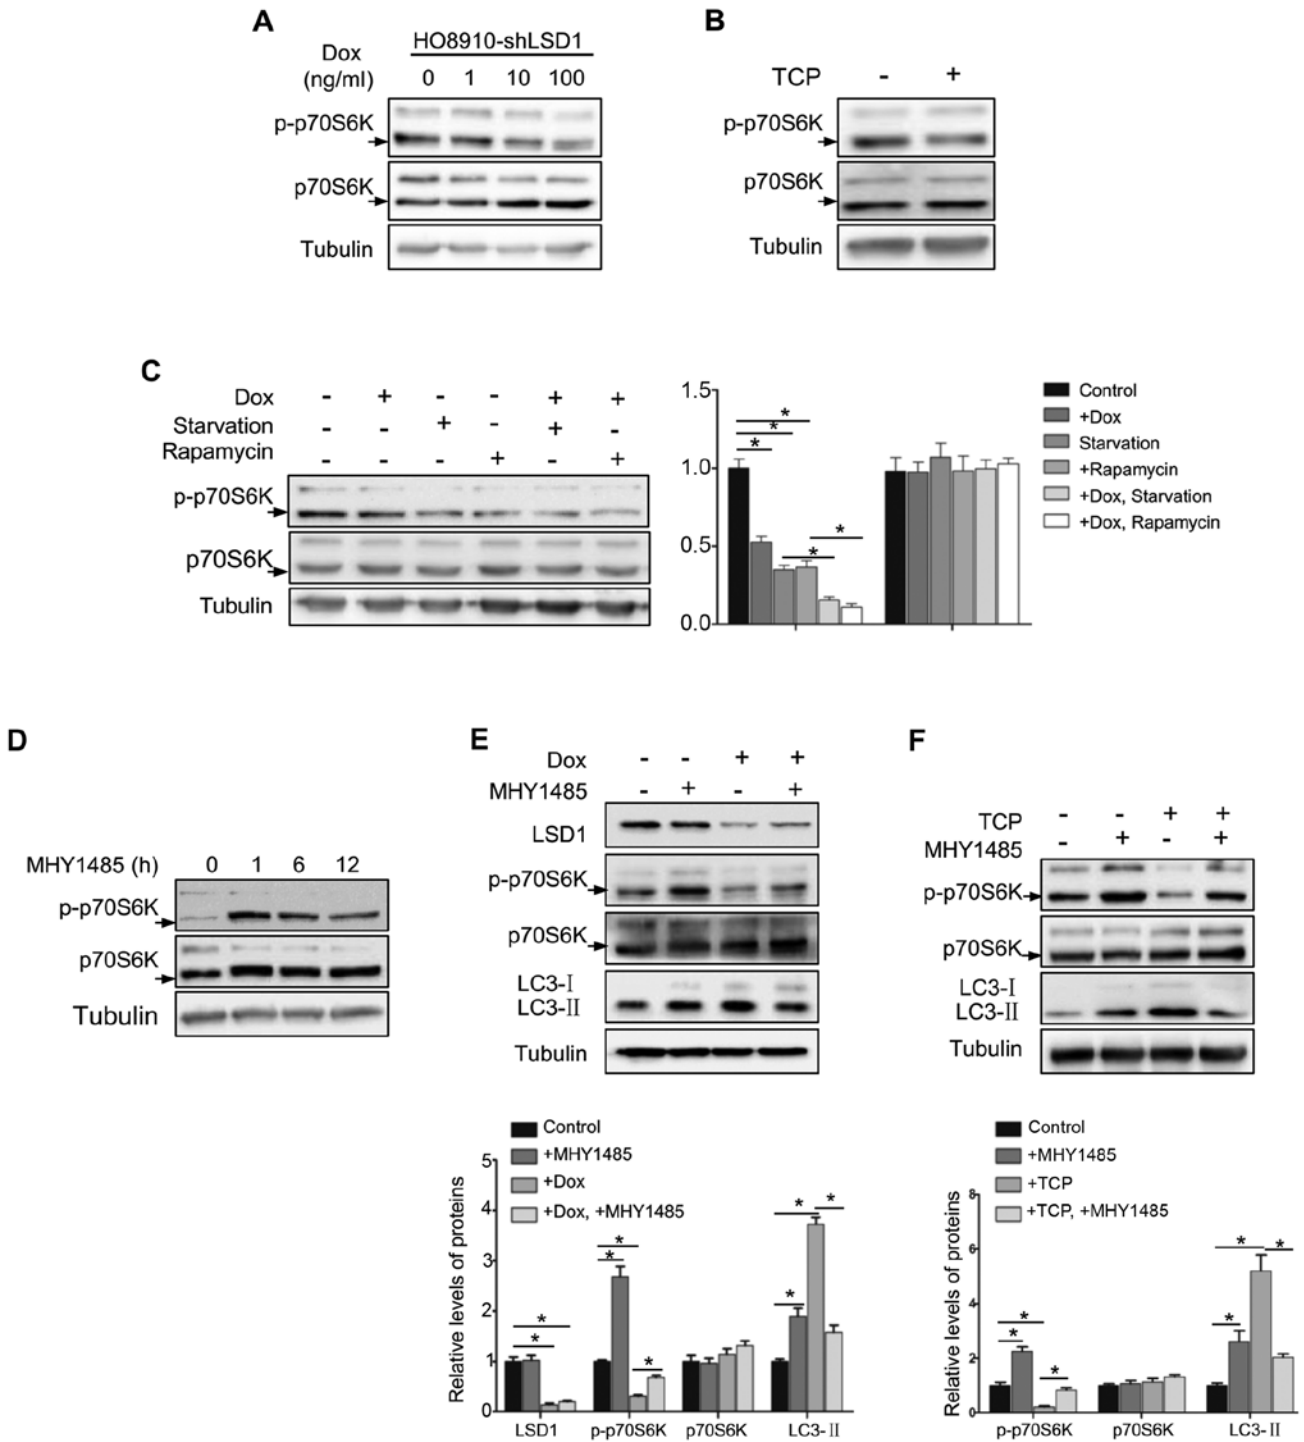 A
HO8910-shLSD1
Dox
(ng/ml) 0 1 10 100
p-p70S6K
p70S6K
Tubulin
B
TCP - +
p-p70S6K
p70S6K
Tubulin
C
Dox - + - - + +
Starvation - - + - + -
Rapamycin - - - + - +
p-p70S6K
p70S6K
Tubulin
1.5
1.0
0.5
0.0
* * * * *
Control
+Dox
Starvation
+Rapamycin
+Dox, Starvation
+Dox, Rapamycin
D
MHY1485 (h) 0 1 6 12
p-p70S6K
p70S6K
Tubulin
E
Dox - - + +
MHY1485 - + - +
LSD1
p-p70S6K
p70S6K
LC3-I
LC3-II
Tubulin
Control
+MHY1485
+Dox
+Dox, +MHY1485
Relative levels of proteins
5
4
3
2
1
0
* * * * * * * *
LSD1 p-p70S6K p70S6K LC3-II
F
TCP - - + +
MHY1485 - + - +
p-p70S6K
p70S6K
LC3-I
LC3-II
Tubulin
Control
+MHY1485
+TCP
+TCP, +MHY1485
Relative levels of proteins
8
6
4
2
0
* * * * * *
p-p70S6K p70S6K LC3-II